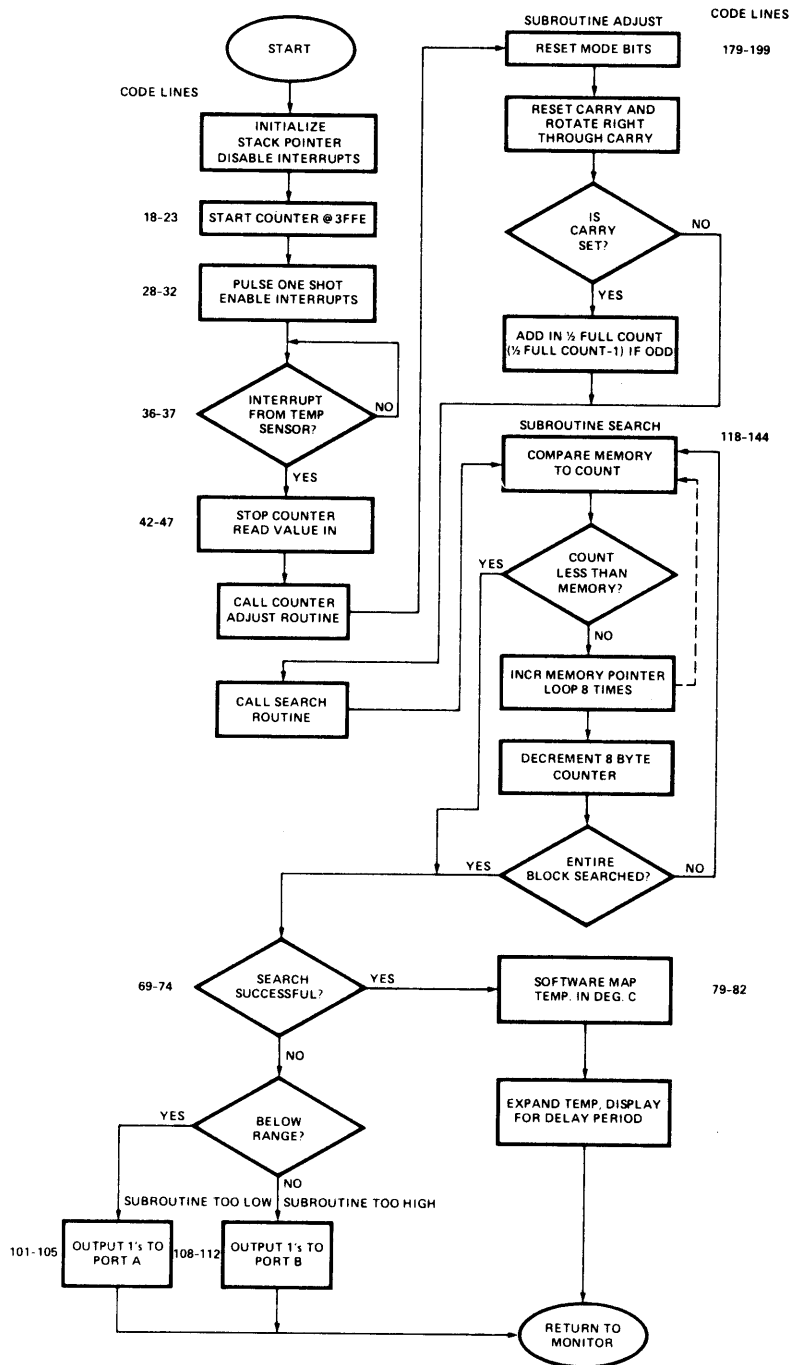 START
CODE LINES
INITIALIZE
STACK POINTER
DISABLE INTERRUPTS
18-23
START COUNTER @ 3FFE
28-32
PULSE ONE SHOT
ENABLE INTERRUPTS
36-37
INTERRUPT
FROM TEMP
SENSOR?
NO
YES
42-47
STOP COUNTER
READ VALUE IN
CALL COUNTER
ADJUST ROUTINE
CALL SEARCH
ROUTINE
SUBROUTINE ADJUST
CODE LINES
RESET MODE BITS
179-199
RESET CARRY AND
ROTATE RIGHT
THROUGH CARRY
IS
CARRY
SET?
NO
YES
ADD IN ½ FULL COUNT
(½ FULL COUNT-1) IF ODD
SUBROUTINE SEARCH
118-144
COMPARE MEMORY
TO COUNT
YES
COUNT
LESS THAN
MEMORY?
NO
INCR MEMORY POINTER
LOOP 8 TIMES
DECREMENT 8 BYTE
COUNTER
YES
ENTIRE
BLOCK SEARCHED?
NO
69-74
SEARCH
SUCCESSFUL?
YES
SOFTWARE MAP
TEMP. IN DEG. C
79-82
NO
EXPAND TEMP, DISPLAY
FOR DELAY PERIOD
YES
BELOW
RANGE?
NO
SUBROUTINE TOO LOW
SUBROUTINE TOO HIGH
101-105
OUTPUT 1's TO
PORT A
108-112
OUTPUT 1's TO
PORT B
RETURN TO
MONITOR